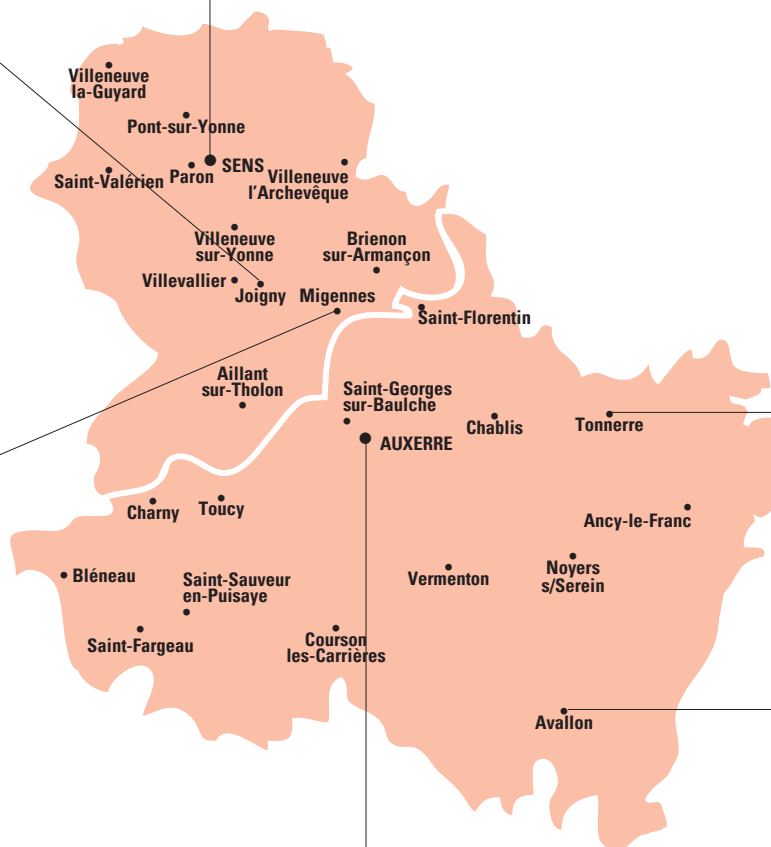 Villeneuve
la-Guyard
Pont-sur-Yonne
SENS
Paron
Saint-Valérien
Villeneuve
l'Archevêque
Villeneuve
sur-Yonne
Brienon
sur-Armançon
Villevallier
Joigny
Migennes
Saint-Florentin
Aillant
sur-Tholon
Saint-Georges
sur-Baulche
Chablis
Tonnerre
AUXERRE
Charny
Toucy
Ancy-le-Franc
Bléneau
Saint-Sauveur
en-Puisaye
Vermenton
Noyers
s/Serein
Saint-Fargeau
Courson
les-Carrières
Avallon